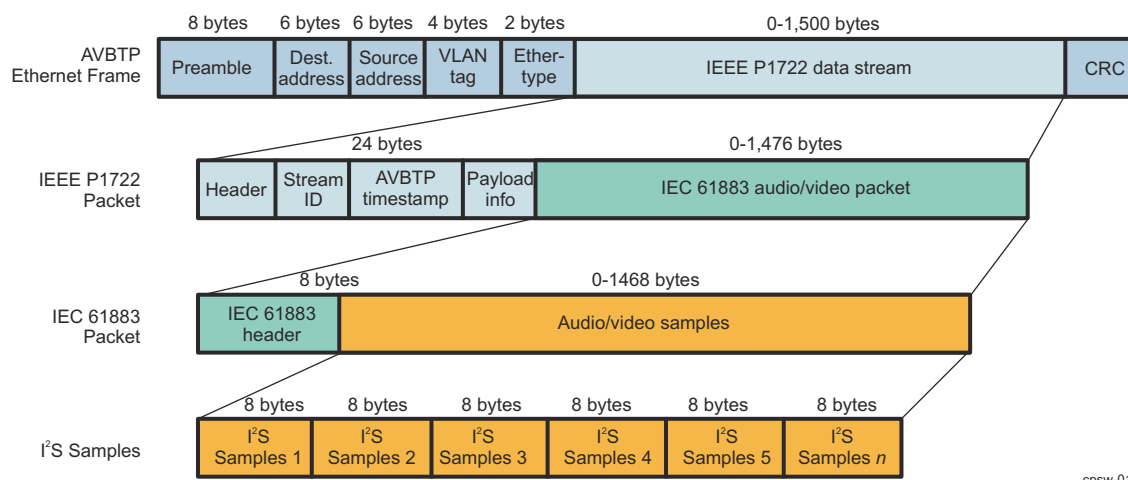 8 bytes 6 bytes 6 bytes 4 bytes 2 bytes 0-1,500 bytes
AVBTP
Ethernet Frame
Preamble
Dest.
address
Source
address
VLAN
tag
Ether-
type
IEEE P1722 data stream
CRC
24 bytes 0-1,476 bytes
IEEE P1722
Packet
Header
Stream
ID
AVBTP
timestamp
Payload
info
IEC 61883 audio/video packet
8 bytes 0-1468 bytes
IEC 61883
Packet
IEC 61883
header
Audio/video samples
8 bytes 8 bytes 8 bytes 8 bytes 8 bytes 8 bytes
I²S Samples
I²S
Samples 1
I²S
Samples 2
I²S
Samples 3
I²S
Samples 4
I²S
Samples 5
I²S
Samples n